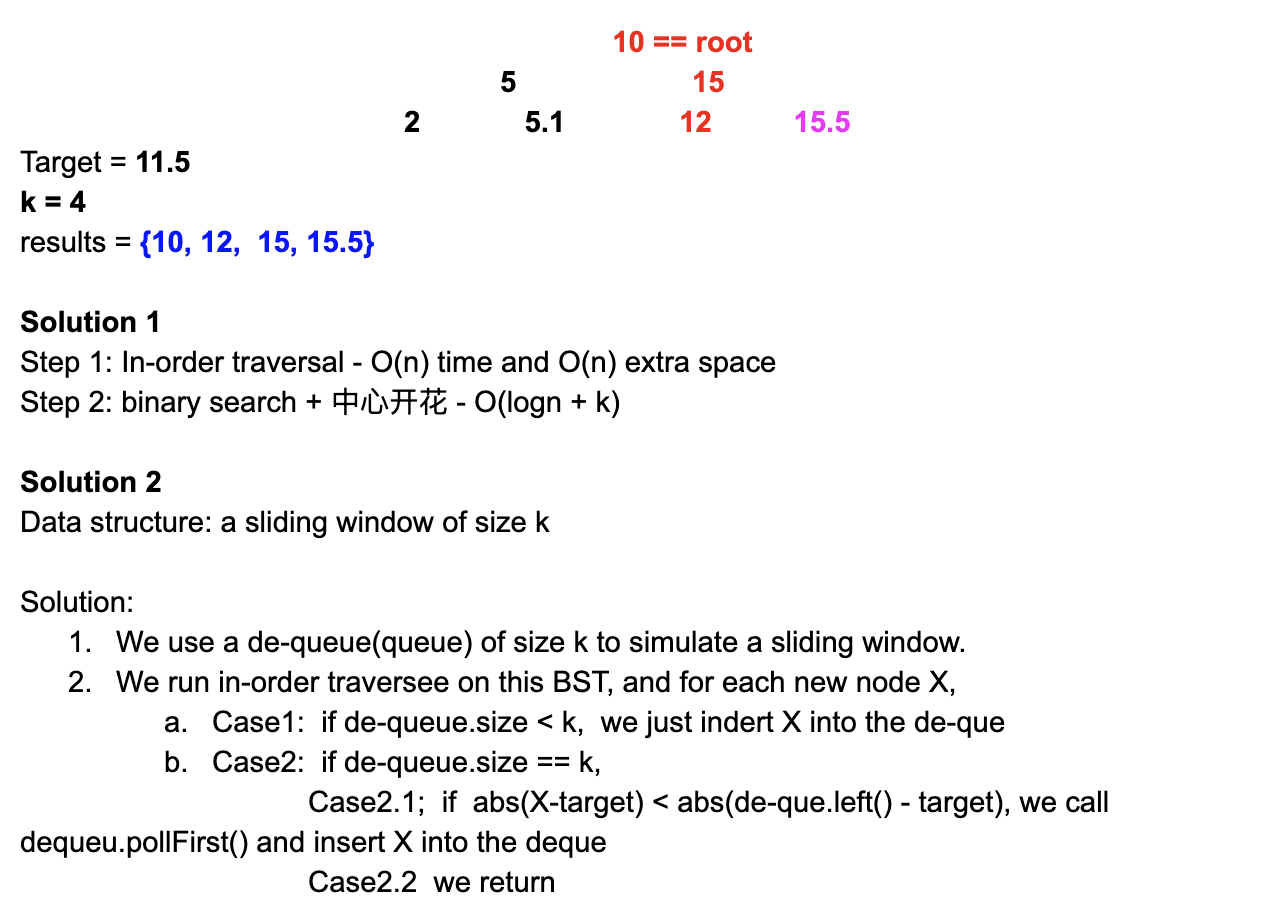 10 == root
5 15
2 5.1 12 15.5
Target = 11.5
k = 4
results = {10, 12,  15, 15.5}
Solution 1
Step 1: In-order traversal - O(n) time and O(n) extra space
Step 2: binary search + 中心开花 - O(logn + k)
Solution 2
Data structure: a sliding window of size k
Solution:
1. We use a de-queue(queue) of size k to simulate a sliding window.
2. We run in-order traversee on this BST, and for each new node X,
a. Case1:  if de-queue.size < k,  we just indert X into the de-que
b. Case2:  if de-queue.size == k,
Case2.1;  if  abs(X-target) < abs(de-que.left() - target), we call
dequeu.pollFirst() and insert X into the deque
Case2.2  we return